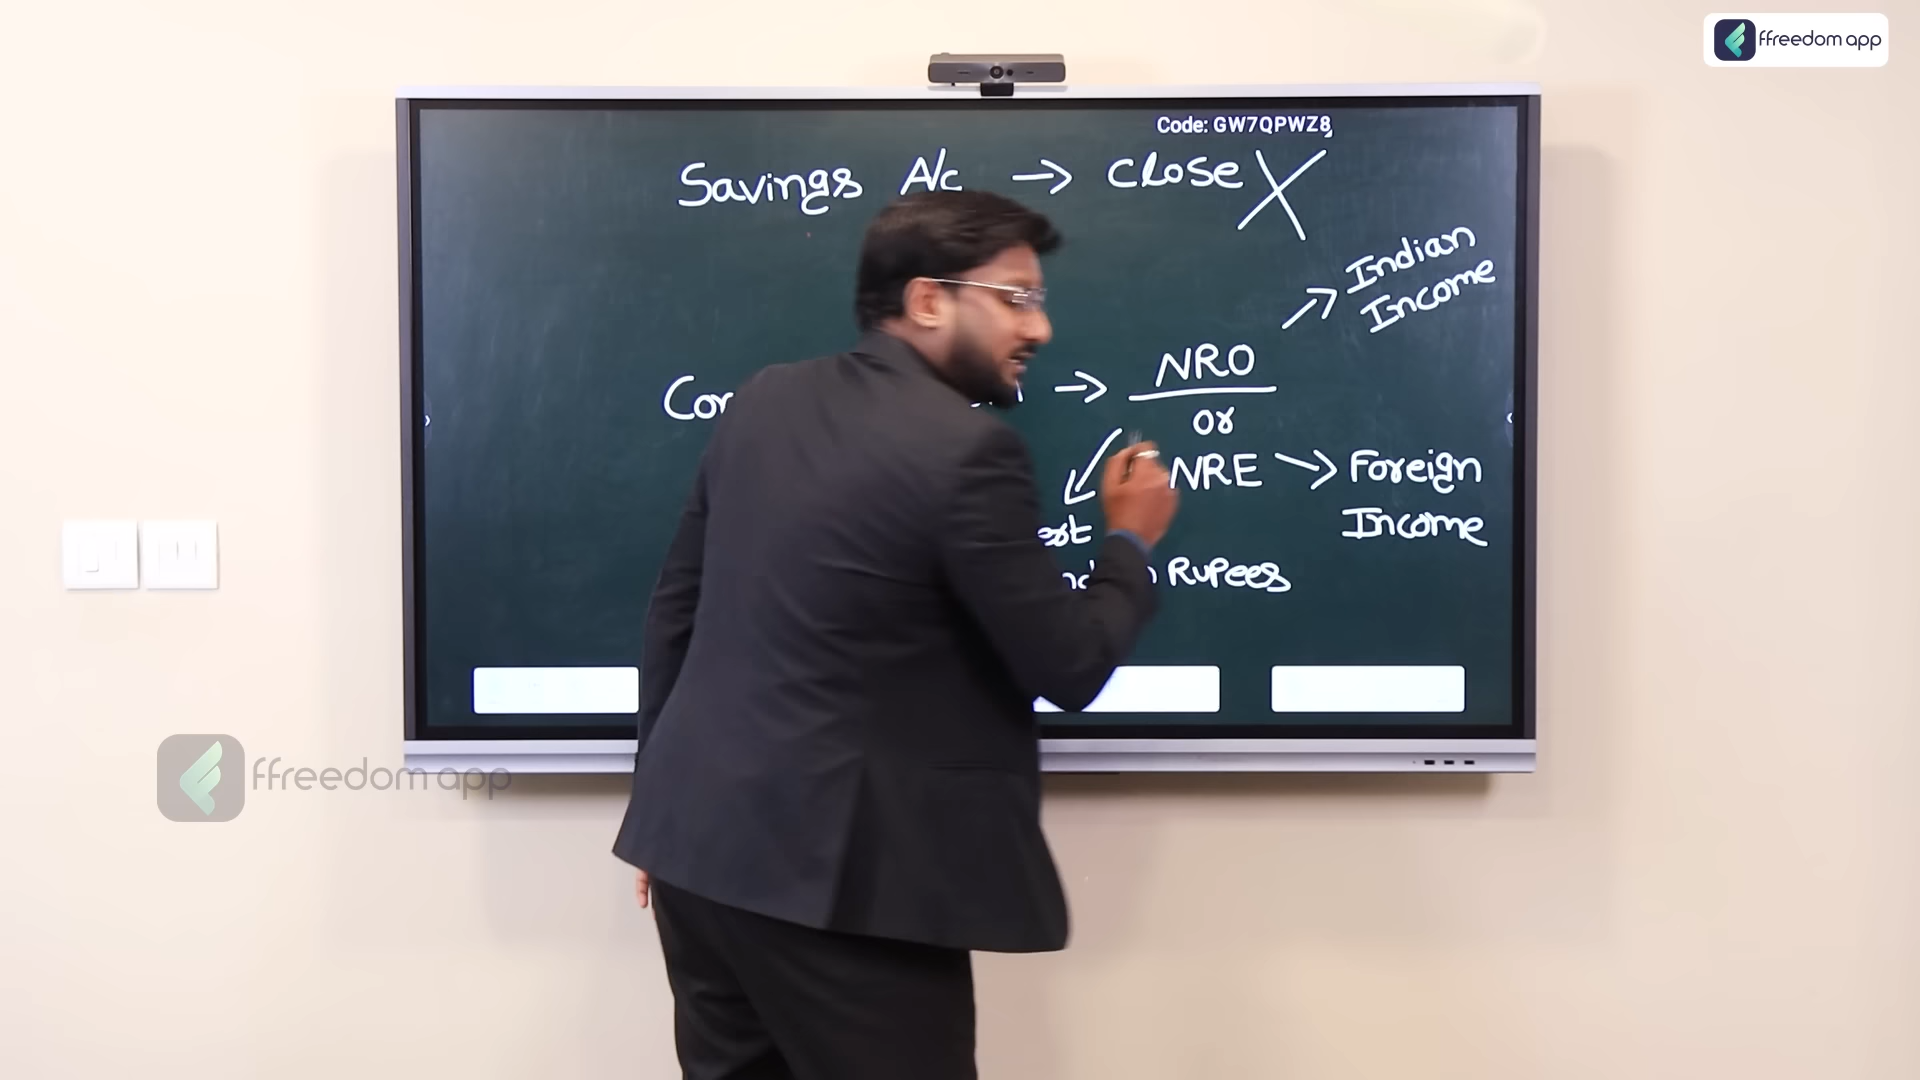 ffreedom app
Code: GW7QPWZ8
Savings A/c → Close X
Indian
Income
→ NRO
or
NRE → Foreign
Income
Rupees
ffreedom app